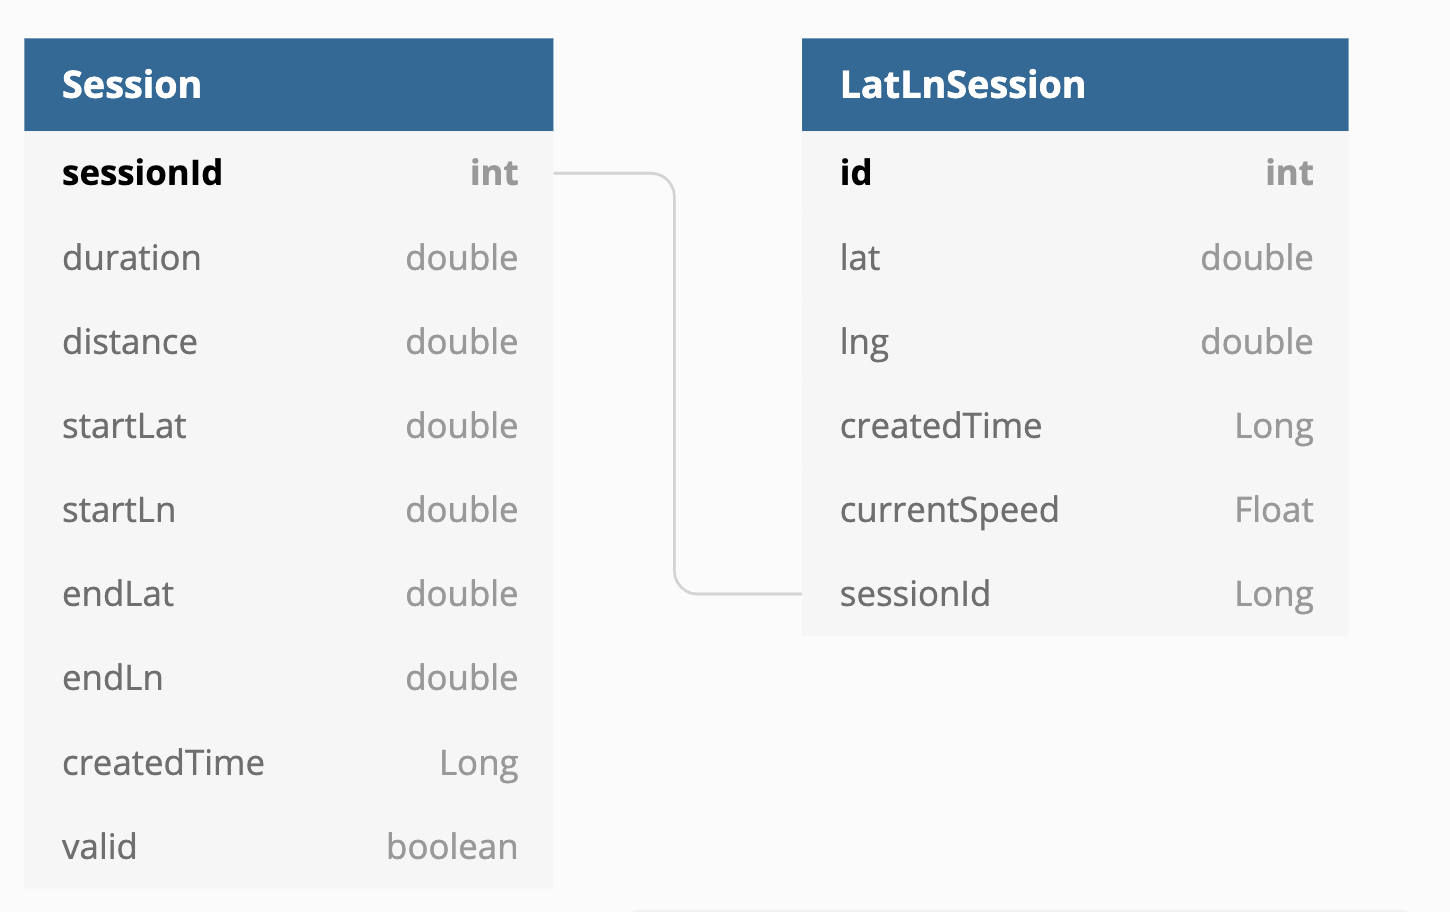 Session
sessionId int
duration double
distance double
startLat double
startLn double
endLat double
endLn double
createdTime Long
valid boolean
LatLnSession
id int
lat double
lng double
createdTime Long
currentSpeed Float
sessionId Long